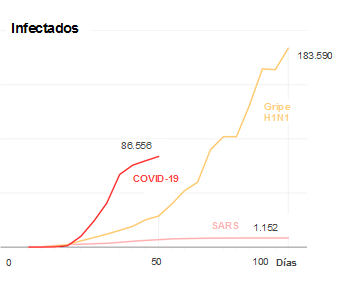 Infectados
183.590
Gripe
H1N1
86.556
COVID-19
SARS
1.152
0
50
100
Días